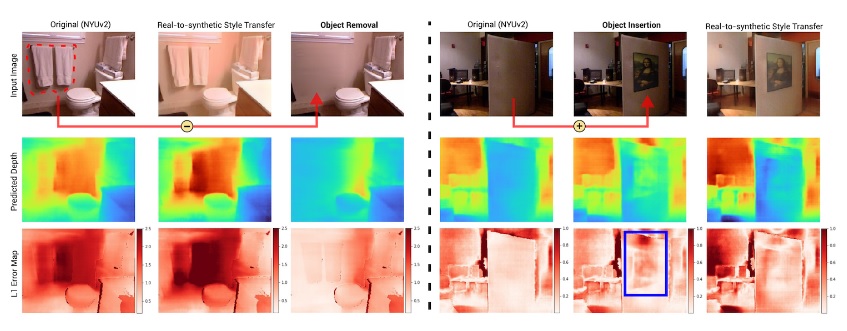 Original (NYUv2) Real-to-synthetic Style Transfer Object Removal Original (NYUv2) Object Insertion Real-to-synthetic Style Transfer
Input Image
−
+
Predicted Depth
L1 Error Map
2.5 2.5 2.5 1.0 1.0 1.0
2.0 2.0 2.0 0.8 0.8 0.8
1.5 1.5 1.5 0.6 0.6 0.6
1.0 1.0 1.0 0.4 0.4 0.4
0.5 0.5 0.5 0.2 0.2 0.2